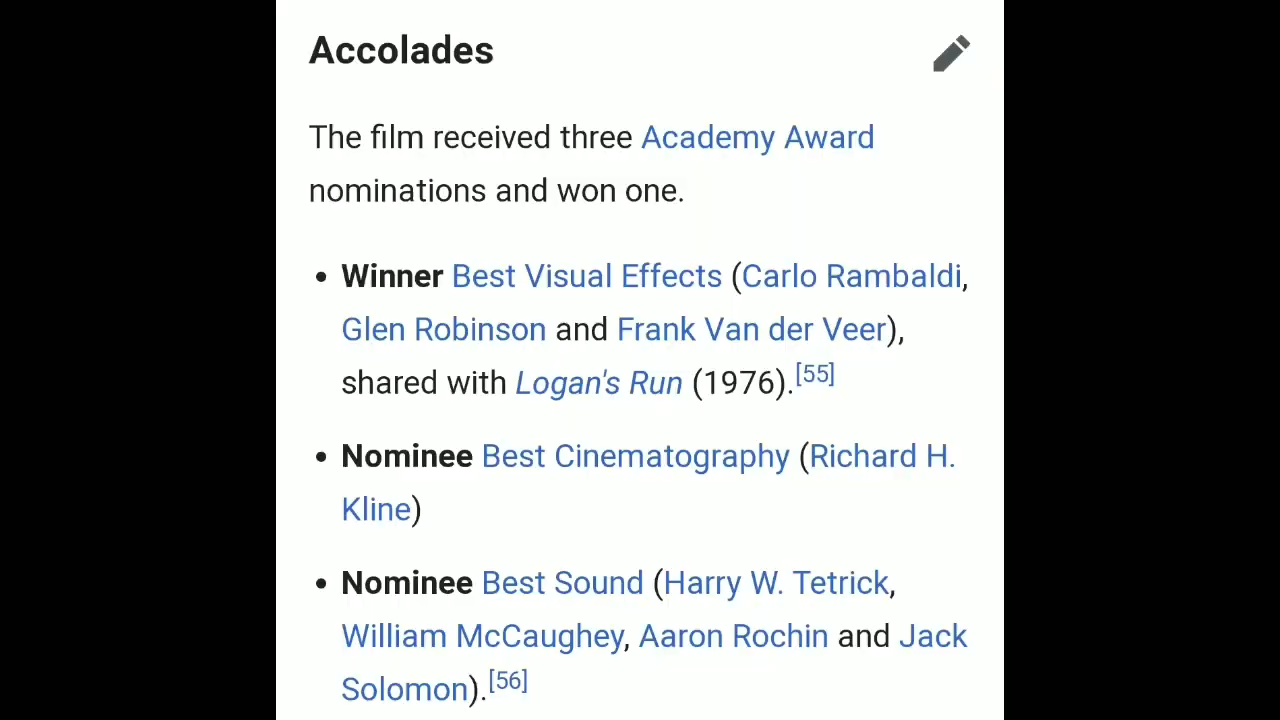 Accolades
The film received three Academy Award
nominations and won one.
• Winner Best Visual Effects (Carlo Rambaldi,
Glen Robinson and Frank Van der Veer),
shared with Logan's Run (1976).[55]
• Nominee Best Cinematography (Richard H.
Kline)
• Nominee Best Sound (Harry W. Tetrick,
William McCaughey, Aaron Rochin and Jack
Solomon).[56]